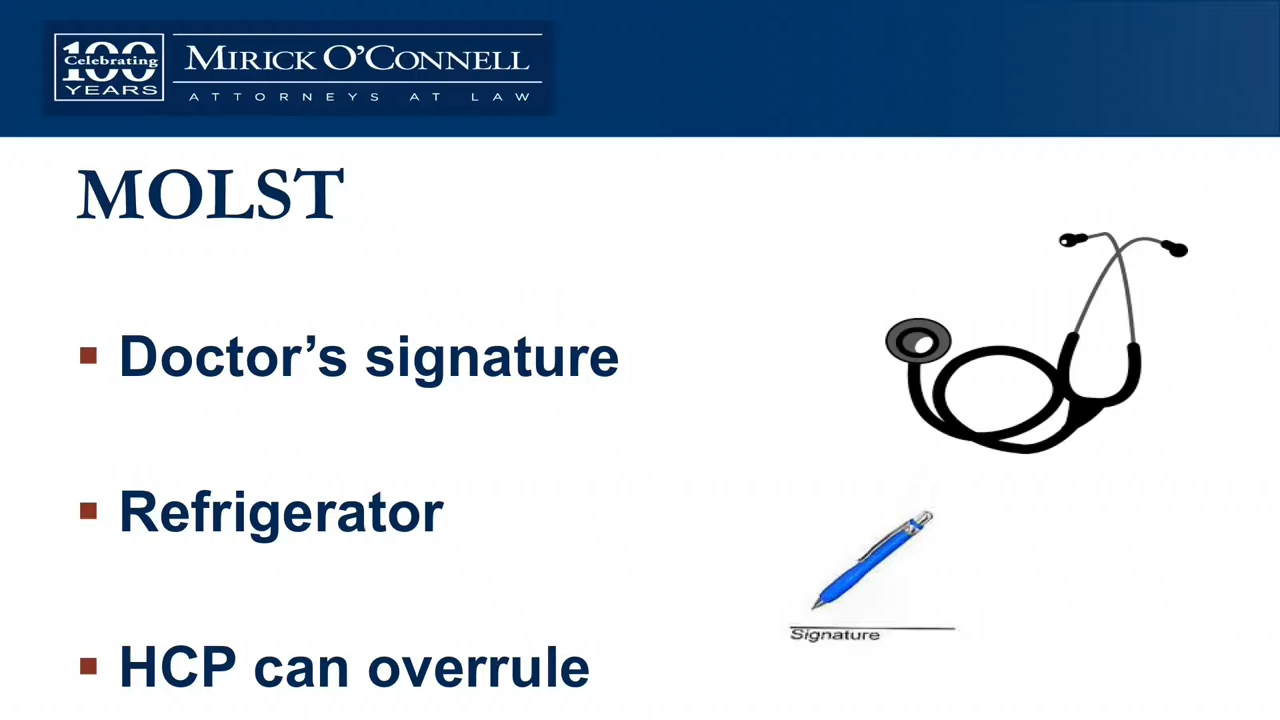 100
Celebrating
YEARS
MIRICK O'CONNELL
ATTORNEYS AT LAW
MOLST
▪ Doctor's signature
▪ Refrigerator
▪ HCP can overrule
Signature